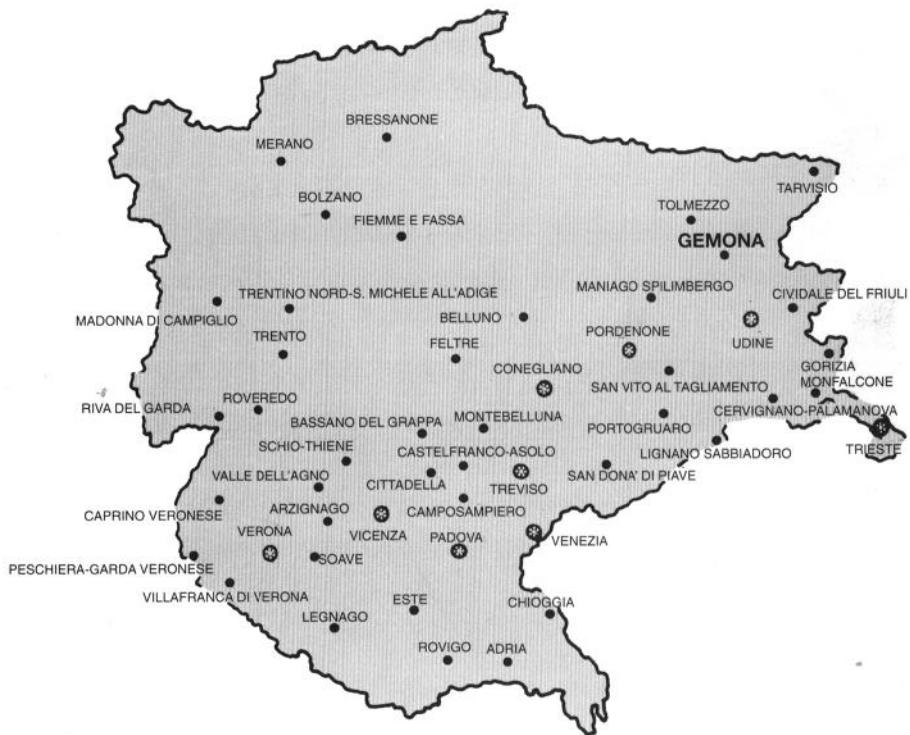 BRESSANONE
MERANO
TARVISIO
BOLZANO
TOLMEZZO
FIEMME E FASSA
GEMONA
MANIAGO SPILIMBERGO
TRENTINO NORD-S. MICHELE ALL'ADIGE
CIVIDALE DEL FRIULI
MADONNA DI CAMPIGLIO
BELLUNO
PORDENONE
TRENTO
UDINE
FELTRE
CONEGLIANO
GORIZIA
SAN VITO AL TAGLIAMENTO
MONFALCONE
ROVEREDO
RIVA DEL GARDA
CERVIGNANO-PALAMANOVA
BASSANO DEL GRAPPA
MONTEBELLUNA
PORTOGRUARO
SCHIO-THIENE
CASTELFRANCO-ASOLO
LIGNANO SABBIADORO
TRIESTE
VALLE DELL'AGNO
CITTADELLA
TREVISO
SAN DONA' DI PIAVE
CAPRINO VERONESE
ARZIGNAGO
CAMPOSAMPIERO
VERONA
VICENZA
PADOVA
VENEZIA
SOAVE
PESCHIERA-GARDA VERONESE
VILLAFRANCA DI VERONA
ESTE
CHIOGGIA
LEGNAGO
ROVIGO
ADRIA